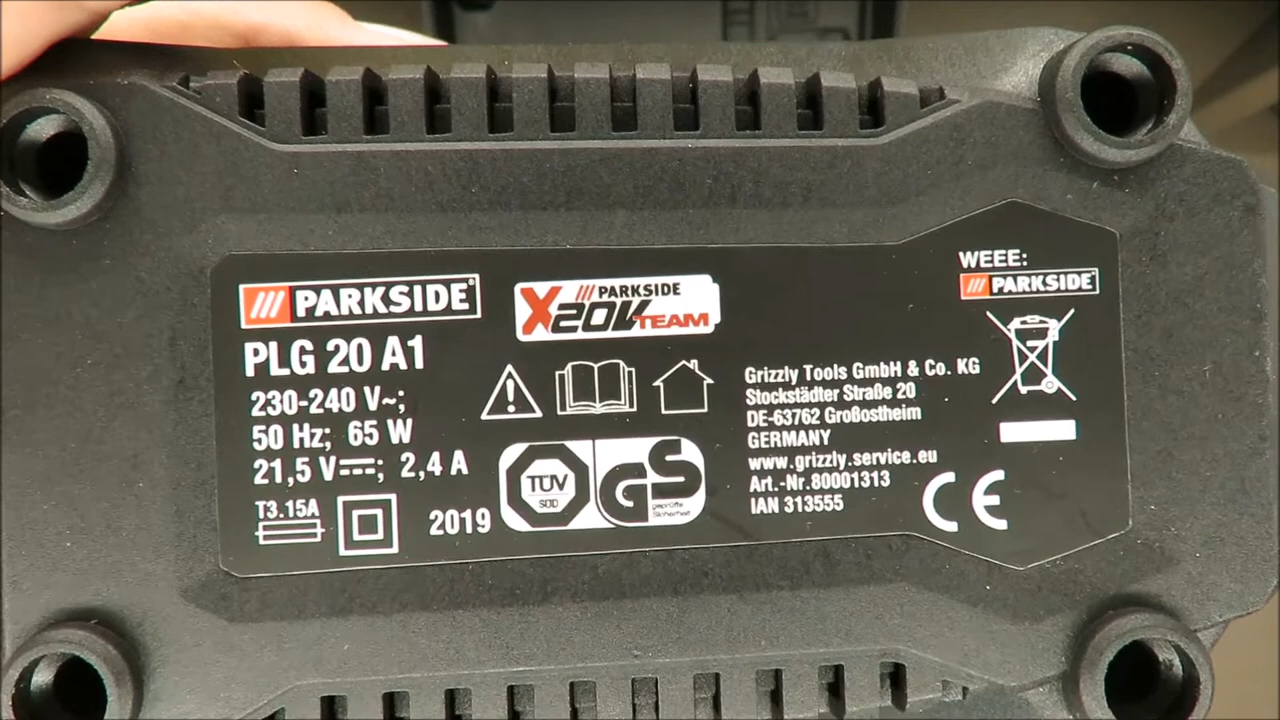 PARKSIDE®
PLG 20 A1
230-240 V~;
50 Hz; 65 W
21,5 V⎓; 2,4 A
T3.15A
2019
PARKSIDE
X20V TEAM
TÜV
SÜD
GS
geprüfte
Sicherheit
Grizzly Tools GmbH & Co. KG
Stockstädter Straße 20
DE-63762 Großostheim
GERMANY
www.grizzly.service.eu
Art.-Nr.80001313
IAN 313555
WEEE:
PARKSIDE®
CE